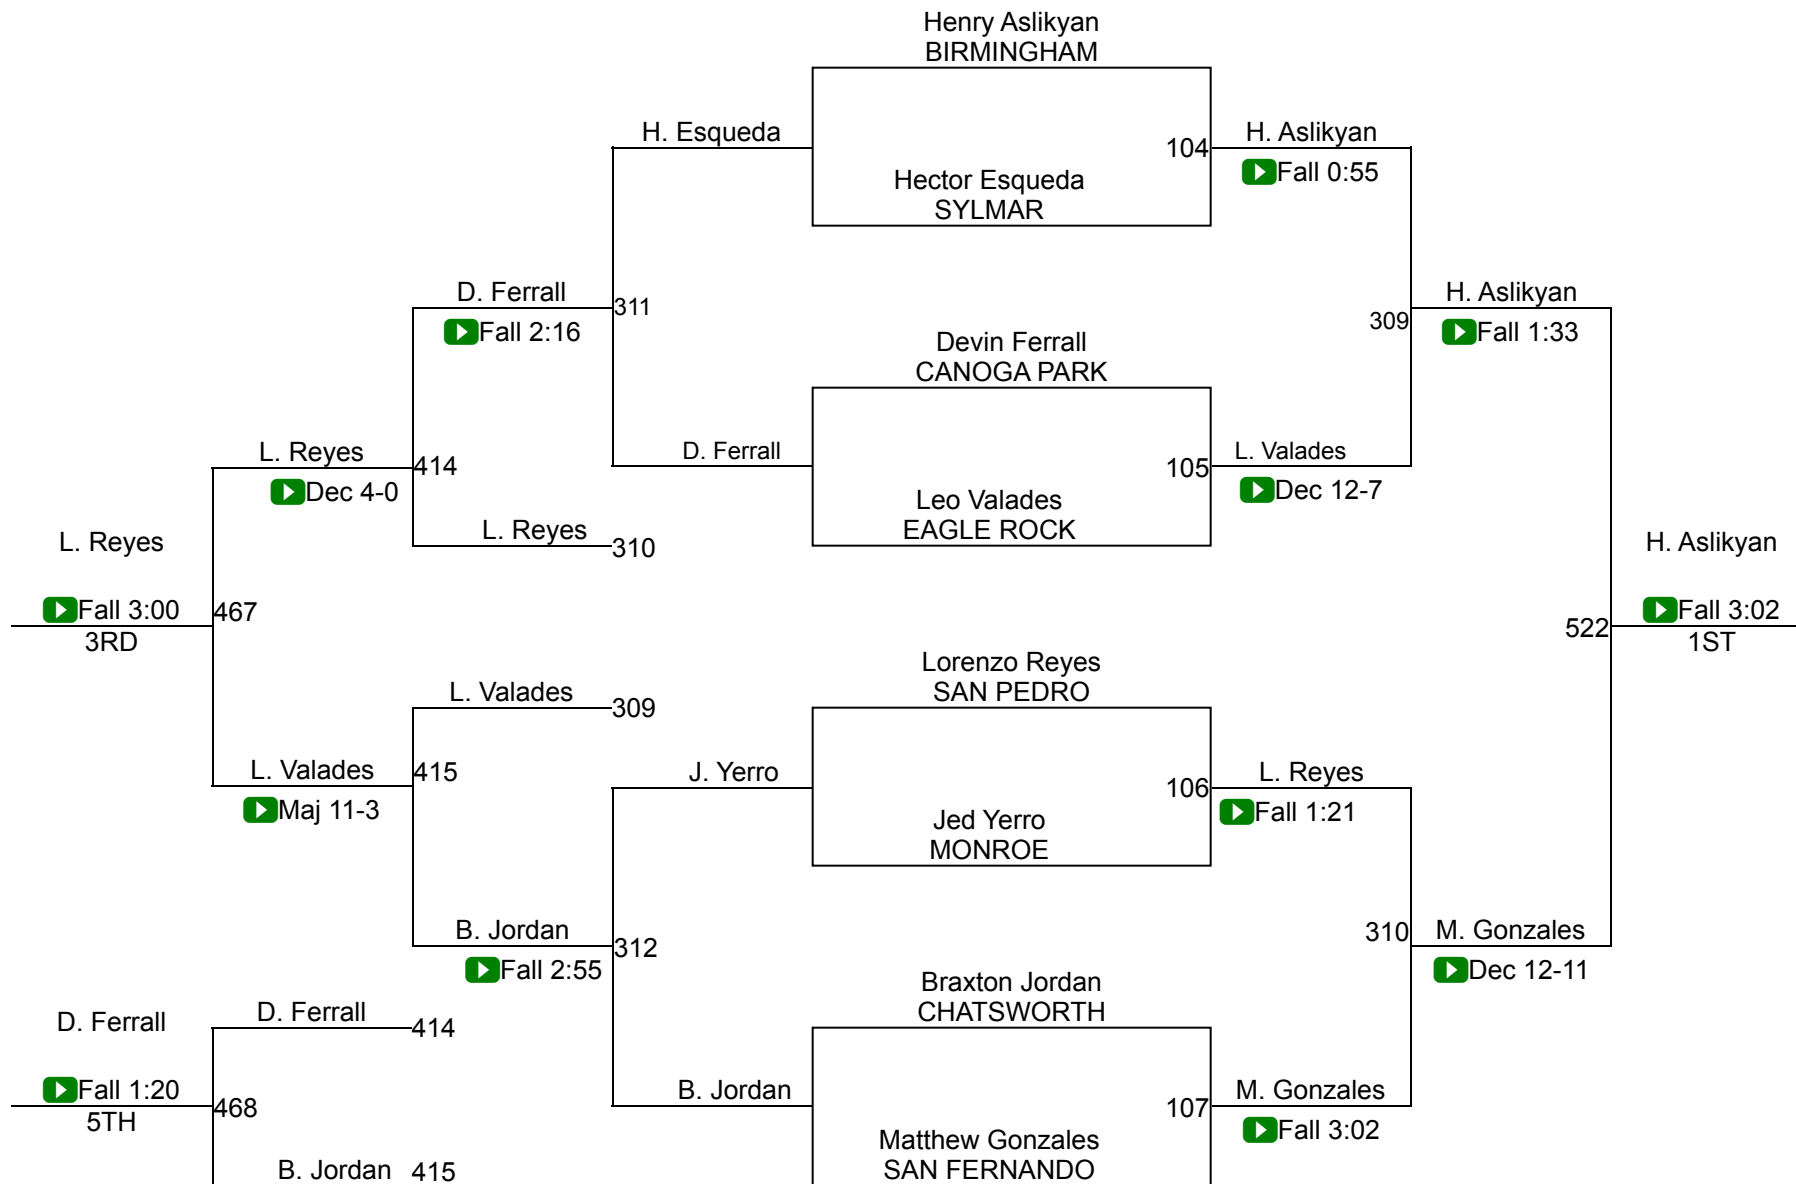 Henry Aslikyan
BIRMINGHAM
H. Esqueda
104
H. Aslikyan
Fall 0:55
Hector Esqueda
SYLMAR
D. Ferrall
311
Fall 2:16
309
H. Aslikyan
Fall 1:33
Devin Ferrall
CANOGA PARK
L. Reyes
414
Dec 4-0
D. Ferrall
105
L. Valades
Dec 12-7
Leo Valades
EAGLE ROCK
L. Reyes
310
L. Reyes
Fall 3:00
3RD
467
H. Aslikyan
522
Fall 3:02
1ST
Lorenzo Reyes
SAN PEDRO
L. Valades
309
L. Valades
415
Maj 11-3
J. Yerro
106
L. Reyes
Fall 1:21
Jed Yerro
MONROE
B. Jordan
312
Fall 2:55
310
M. Gonzales
Dec 12-11
Braxton Jordan
CHATSWORTH
D. Ferrall
D. Ferrall
414
Fall 1:20
5TH
468
B. Jordan
107
M. Gonzales
Fall 3:02
Matthew Gonzales
SAN FERNANDO
B. Jordan
415